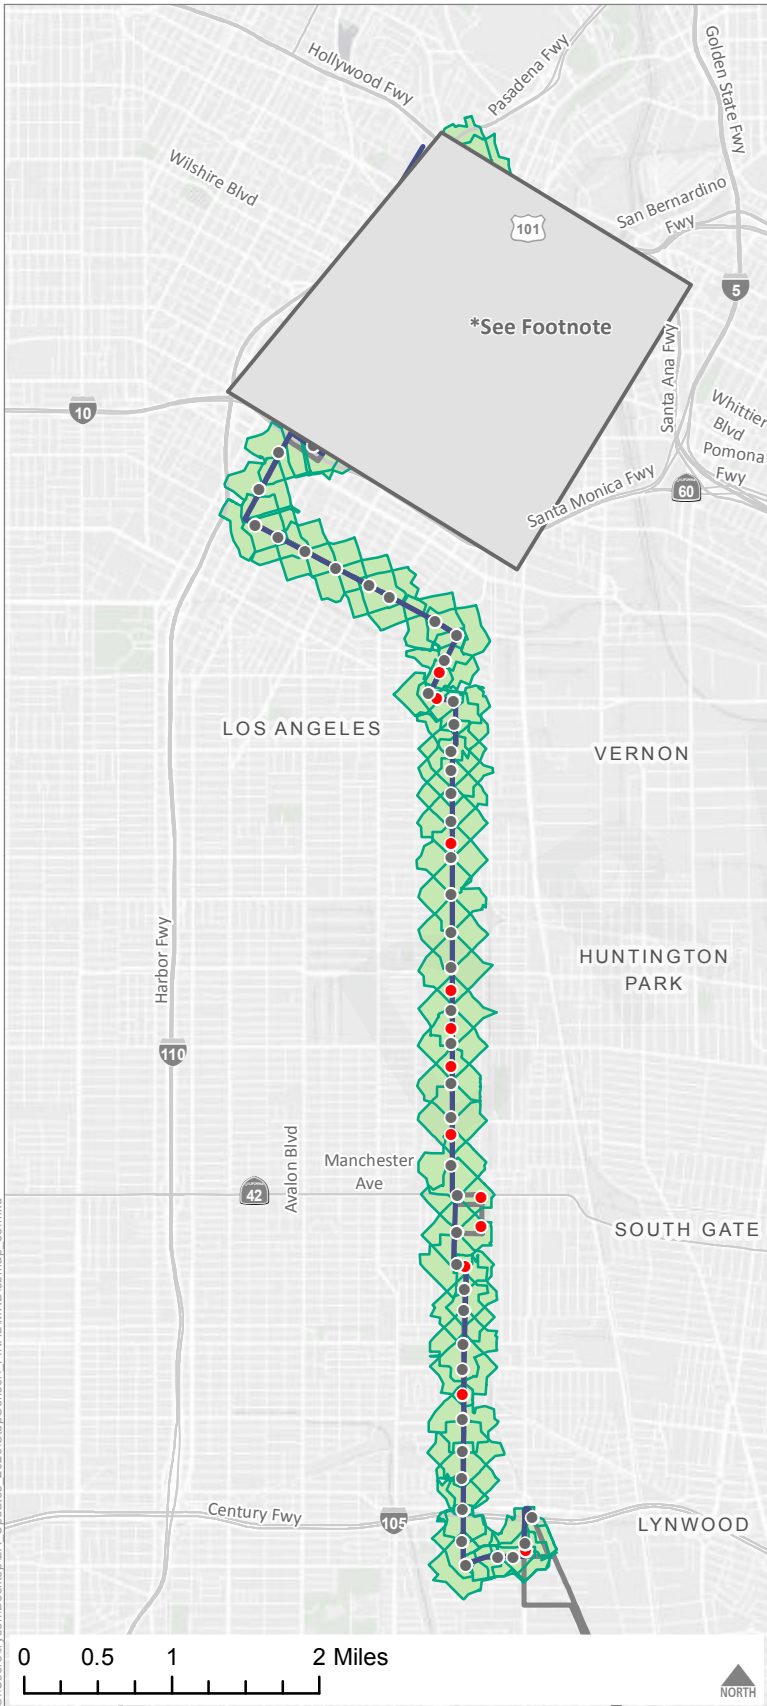 Hollywood Fwy
Pasadena Fwy
Golden State Fwy
Wilshire Blvd
San Bernardino
Fwy
101
5
*See Footnote
Santa Ana Fwy
10
Whittier
Blvd
Pomona
Fwy
Santa Monica Fwy
60
LOS ANGELES
VERNON
Harbor Fwy
HUNTINGTON
PARK
110
Avalon Blvd
Manchester
Ave
42
SOUTH GATE
Century Fwy
105
LYNWOOD
0 0.5 1 2 Miles
NORTH